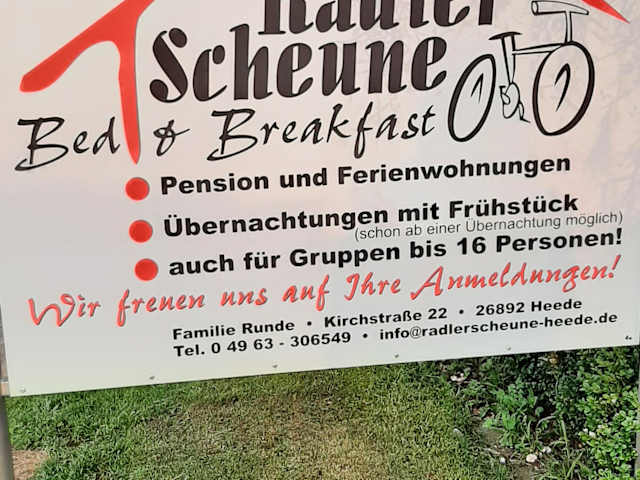 Radler
Scheune
Bed & Breakfast
Pension und Ferienwohnungen
Übernachtungen mit Frühstück
(schon ab einer Übernachtung möglich)
auch für Gruppen bis 16 Personen!
Wir freuen uns auf Ihre Anmeldungen!
Familie Runde • Kirchstraße 22 • 26892 Heede
Tel. 0 49 63 - 306549 • info@radlerscheune-heede.de